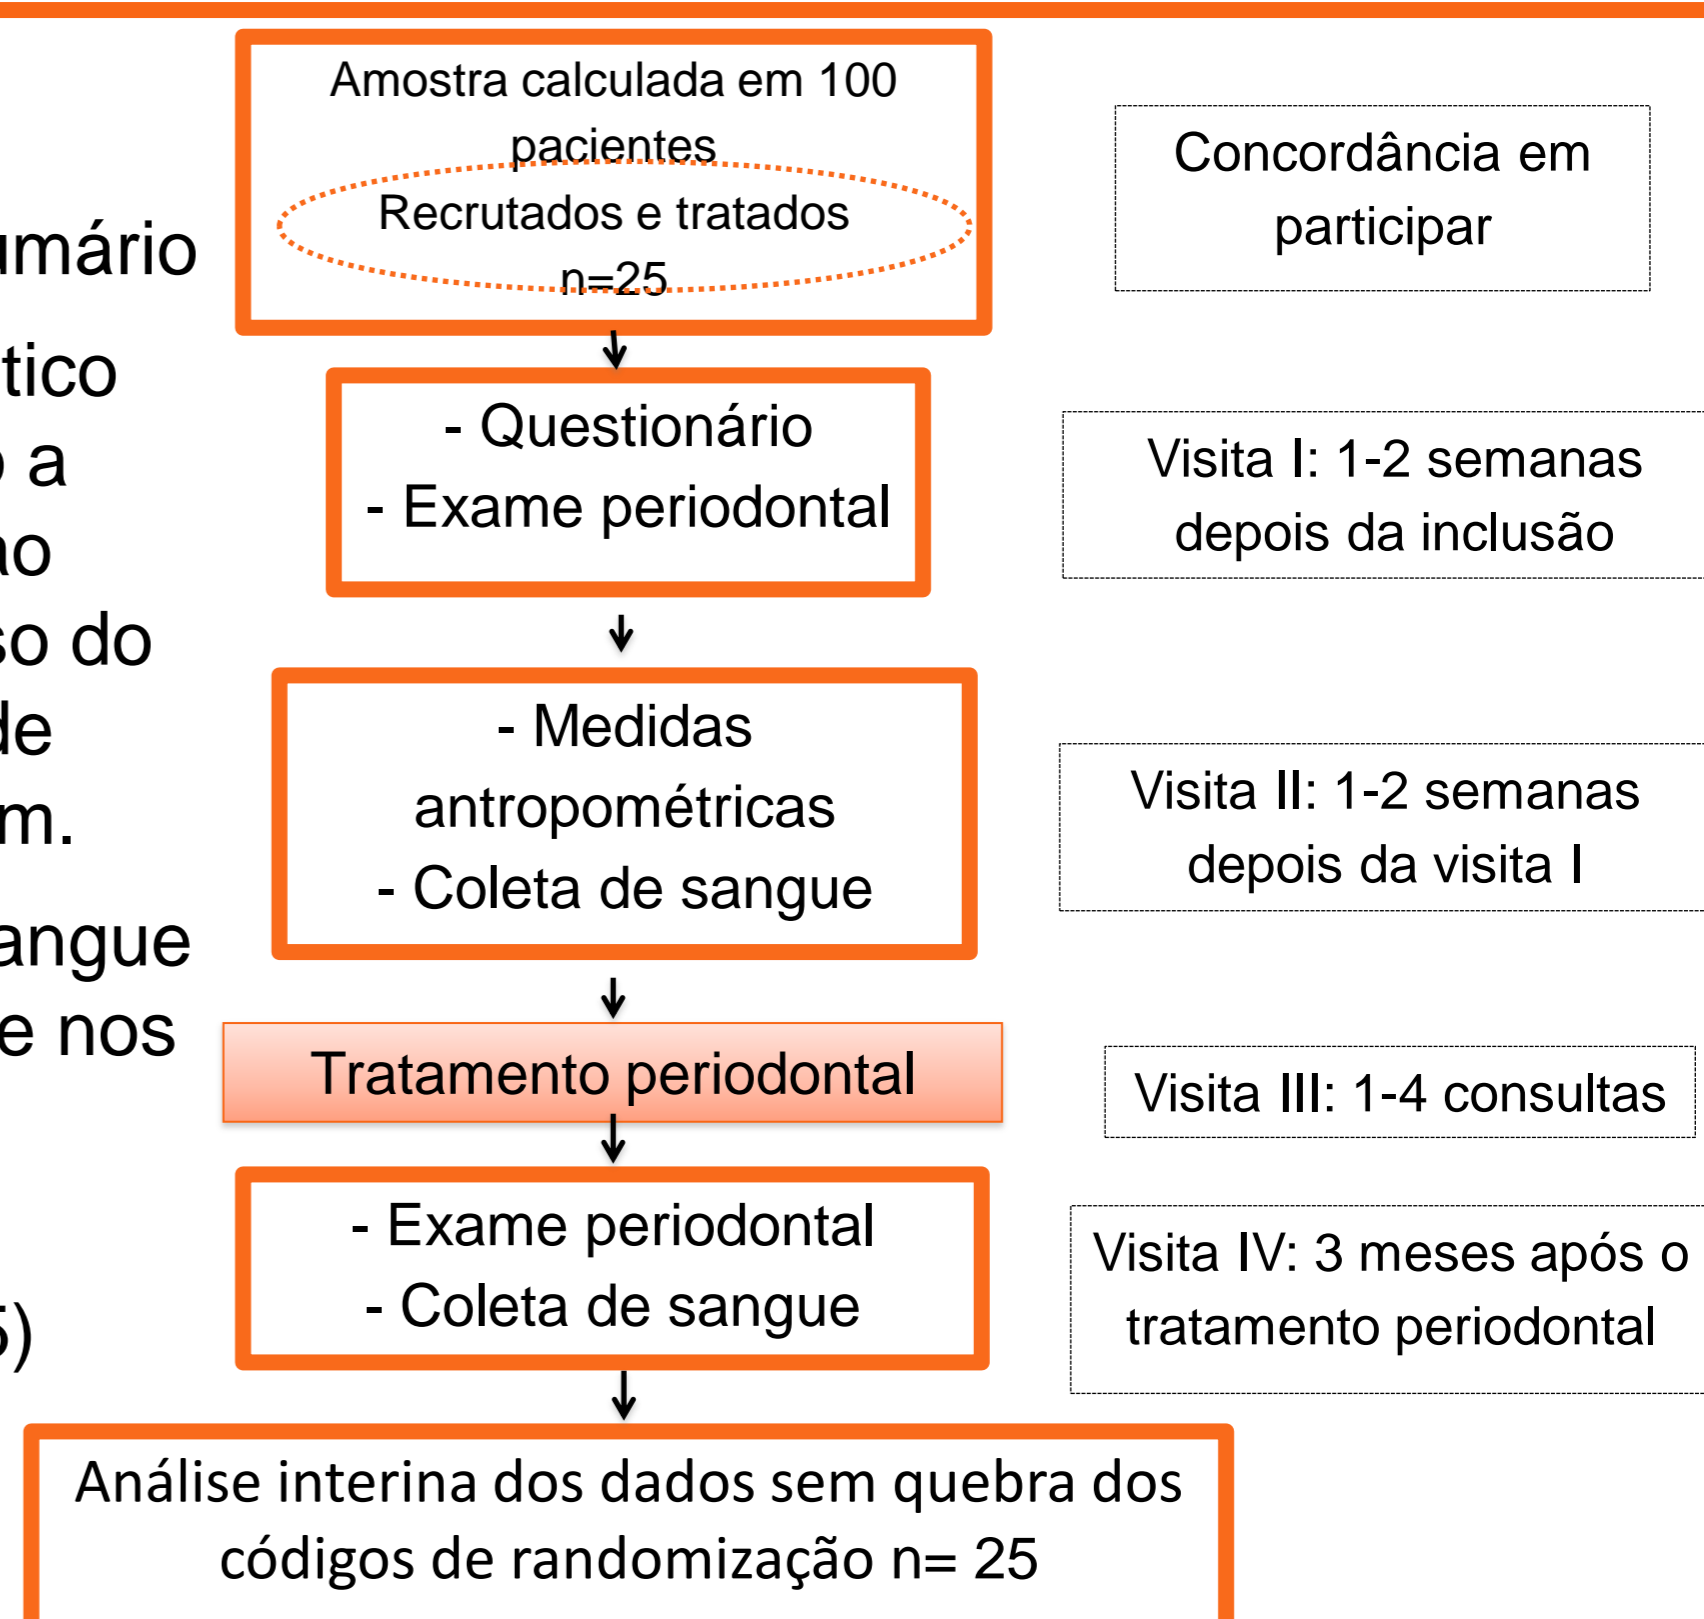 Amostra calculada em 100
pacientes
Recrutados e tratados
n=25
Concordância em
participar
- Questionário
- Exame periodontal
Visita I: 1-2 semanas
depois da inclusão
- Medidas
antropométricas
- Coleta de sangue
Visita II: 1-2 semanas
depois da visita I
Tratamento periodontal
Visita III: 1-4 consultas
- Exame periodontal
- Coleta de sangue
Visita IV: 3 meses após o
tratamento periodontal
Análise interina dos dados sem quebra dos
códigos de randomização n= 25
umário
tico
o a
ao
so do
de
m.
angue
e nos
5)